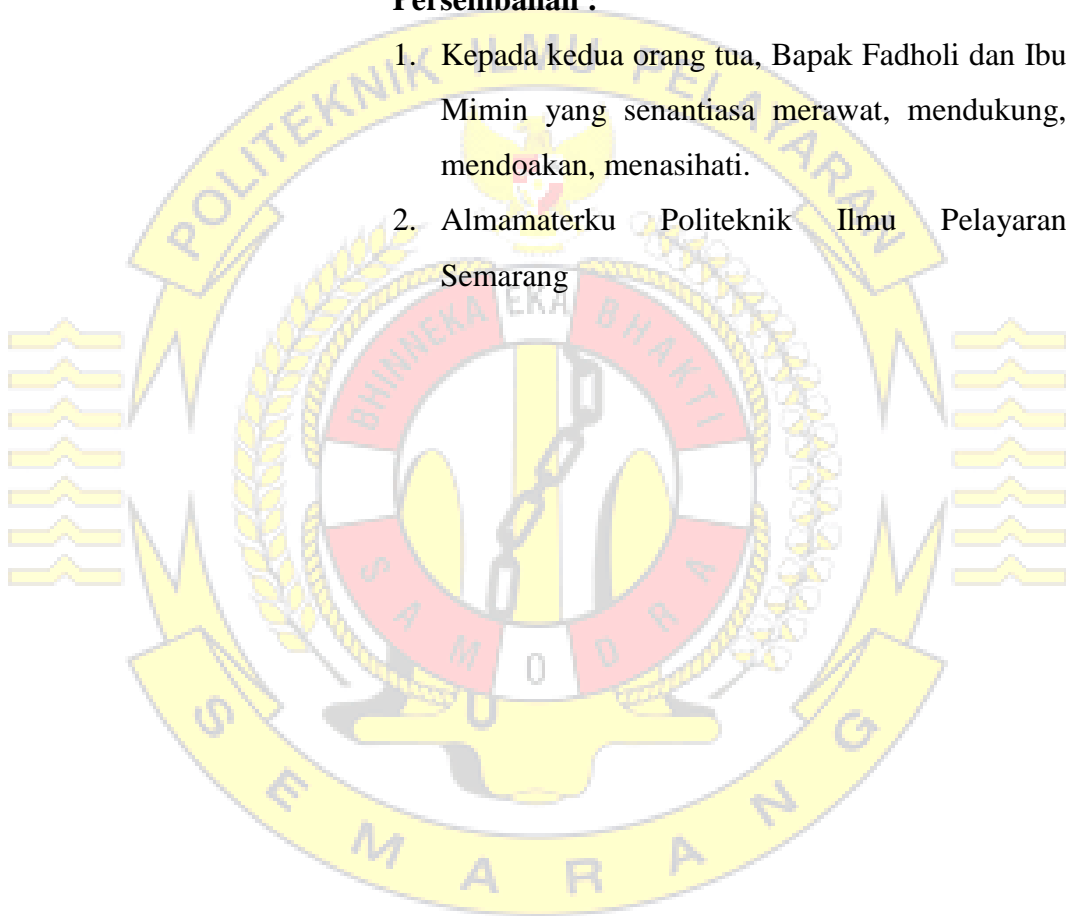 Persembahan :
1. Kepada kedua orang tua, Bapak Fadholi dan Ibu
Mimin yang senantiasa merawat, mendukung,
mendoakan, menasihati.
2. Almamaterku Politeknik Ilmu Pelayaran
Semarang
POLITEKNIK ILMU PELAYARAN
BHINNEKA EKA BHAKTI
SAMODRA
SEMARANG